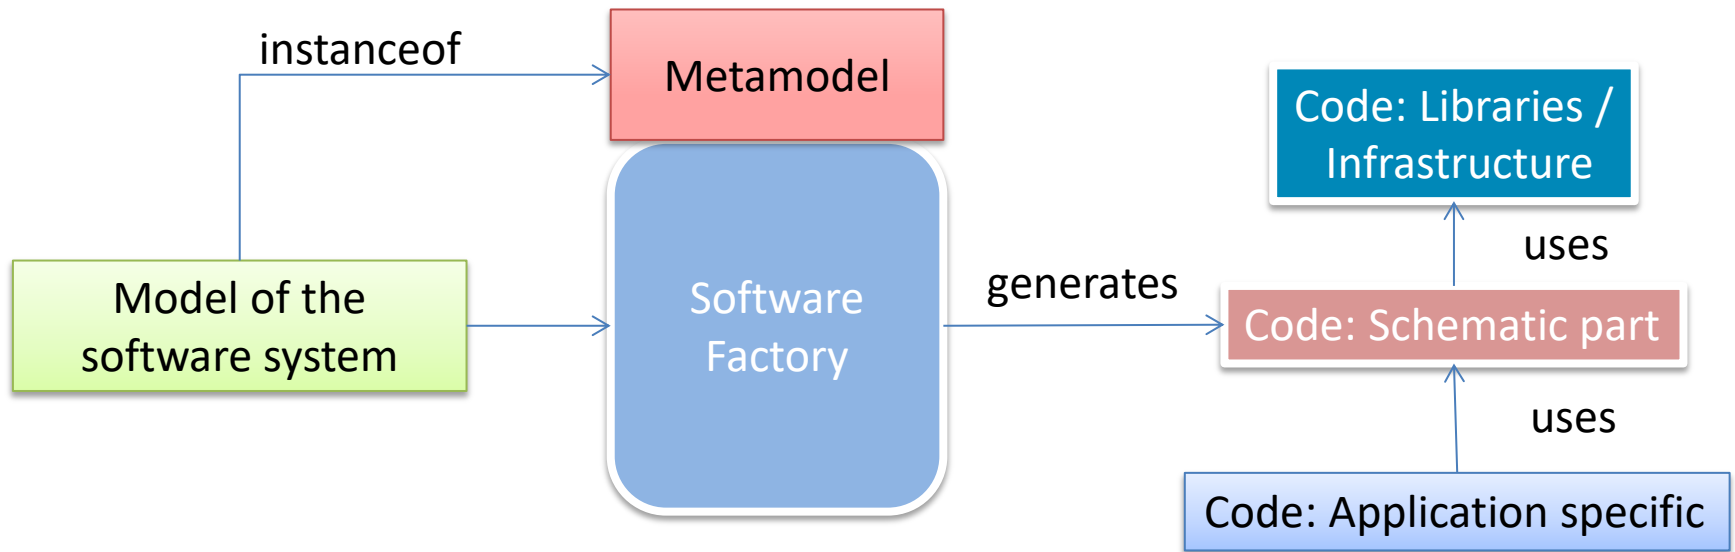 instanceof
Metamodel
Code: Libraries /
Infrastructure
uses
Model of the
software system
Software
Factory
generates
Code: Schematic part
uses
Code: Application specific